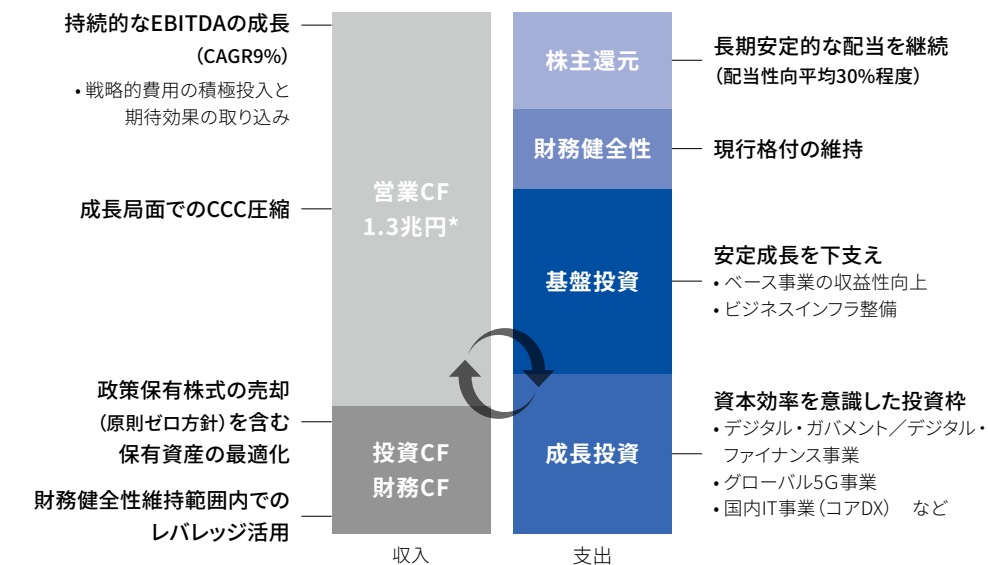 持続的なEBITDAの成長
（CAGR9%）
• 戦略的費用の積極投入と
期待効果の取り込み
成長局面でのCCC圧縮
政策保有株式の売却
（原則ゼロ方針）を含む
保有資産の最適化
財務健全性維持範囲内での
レバレッジ活用
営業CF
1.3兆円*
投資CF
財務CF
収入
株主還元
財務健全性
基盤投資
成長投資
支出
長期安定的な配当を継続
（配当性向平均30%程度）
現行格付の維持
安定成長を下支え
• ベース事業の収益性向上
• ビジネスインフラ整備
資本効率を意識した投資枠
• デジタル・ガバメント／デジタル・
ファイナンス事業
• グローバル5G事業
• 国内IT事業（コアDX）　など